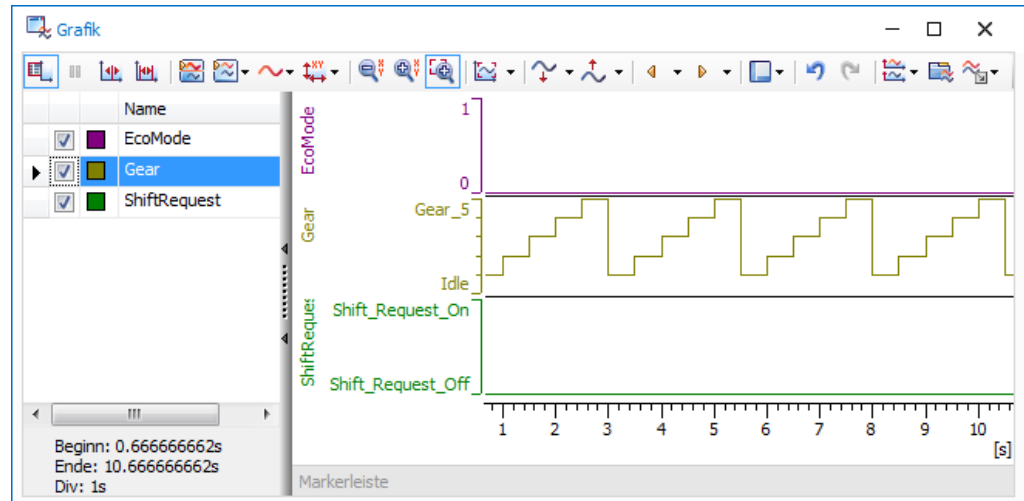 Grafik
Name
EcoMode
Gear
ShiftRequest
Beginn: 0.666666662s
Ende: 10.666666662s
Div: 1s
EcoMode
1
0
Gear
Gear_5
Idle
ShiftReques
Shift_Request_On
Shift_Request_Off
1 2 3 4 5 6 7 8 9 10
[s]
Markerleiste